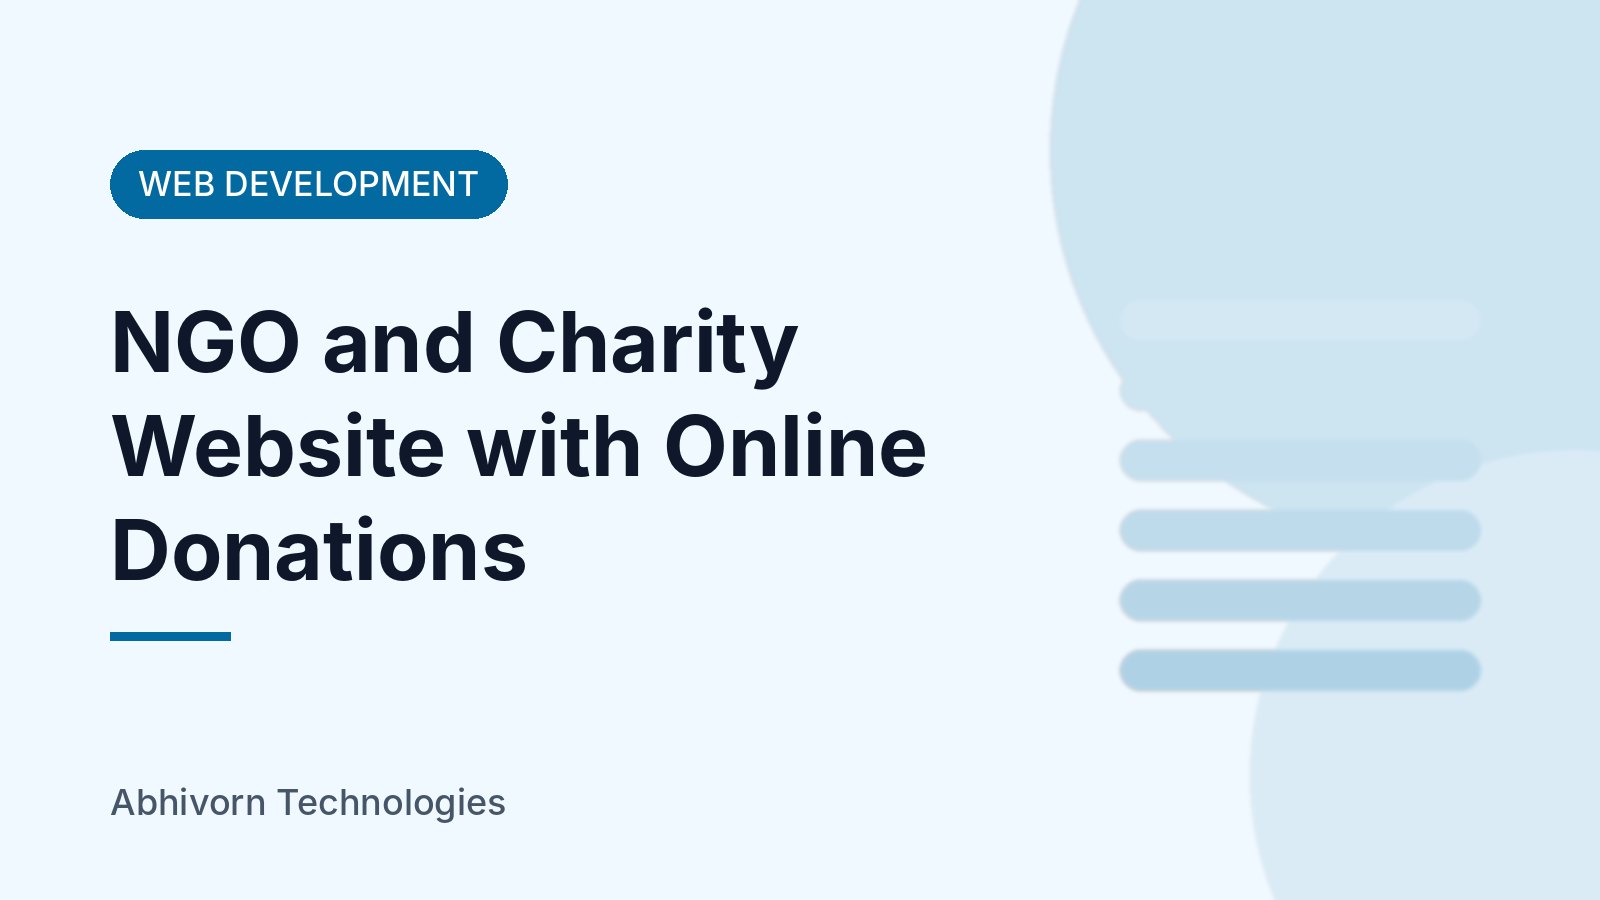 WEB DEVELOPMENT
NGO and Charity
Website with Online
Donations
Abhivorn Technologies